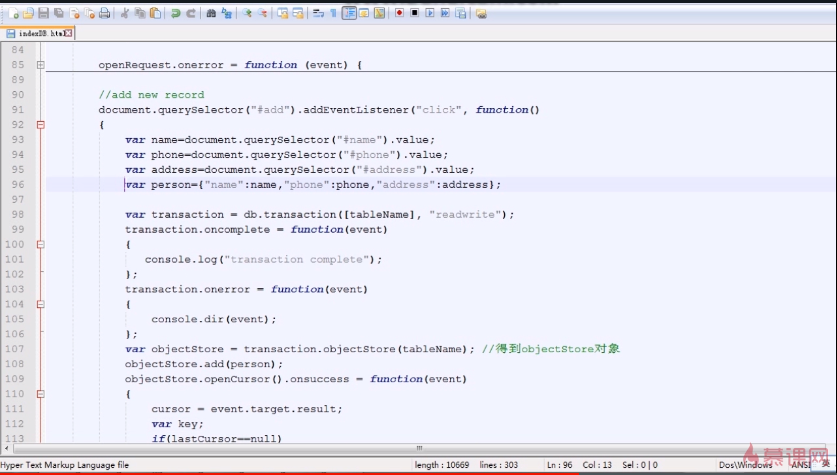 indexDB.html
84
85 openRequest.onerror = function (event) {
89
90 //add new record
91 document.querySelector("#add").addEventListener("click", function()
92 {
93 var name=document.querySelector("#name").value;
94 var phone=document.querySelector("#phone").value;
95 var address=document.querySelector("#address").value;
96 var person={"name":name,"phone":phone,"address":address};
97
98 var transaction = db.transaction([tableName], "readwrite");
99 transaction.oncomplete = function(event)
100 {
101 console.log("transaction complete");
102 };
103 transaction.onerror = function(event)
104 {
105 console.dir(event);
106 };
107 var objectStore = transaction.objectStore(tableName); //得到objectStore对象
108 objectStore.add(person);
109 objectStore.openCursor().onsuccess = function(event)
110 {
111 cursor = event.target.result;
112 var key;
113 if(lastCursor==null)
Hyper Text Markup Language file length : 10669 lines : 303 Ln : 96 Col : 13 Sel : 0 | 0 Dos\Windows ANSI
慕课网